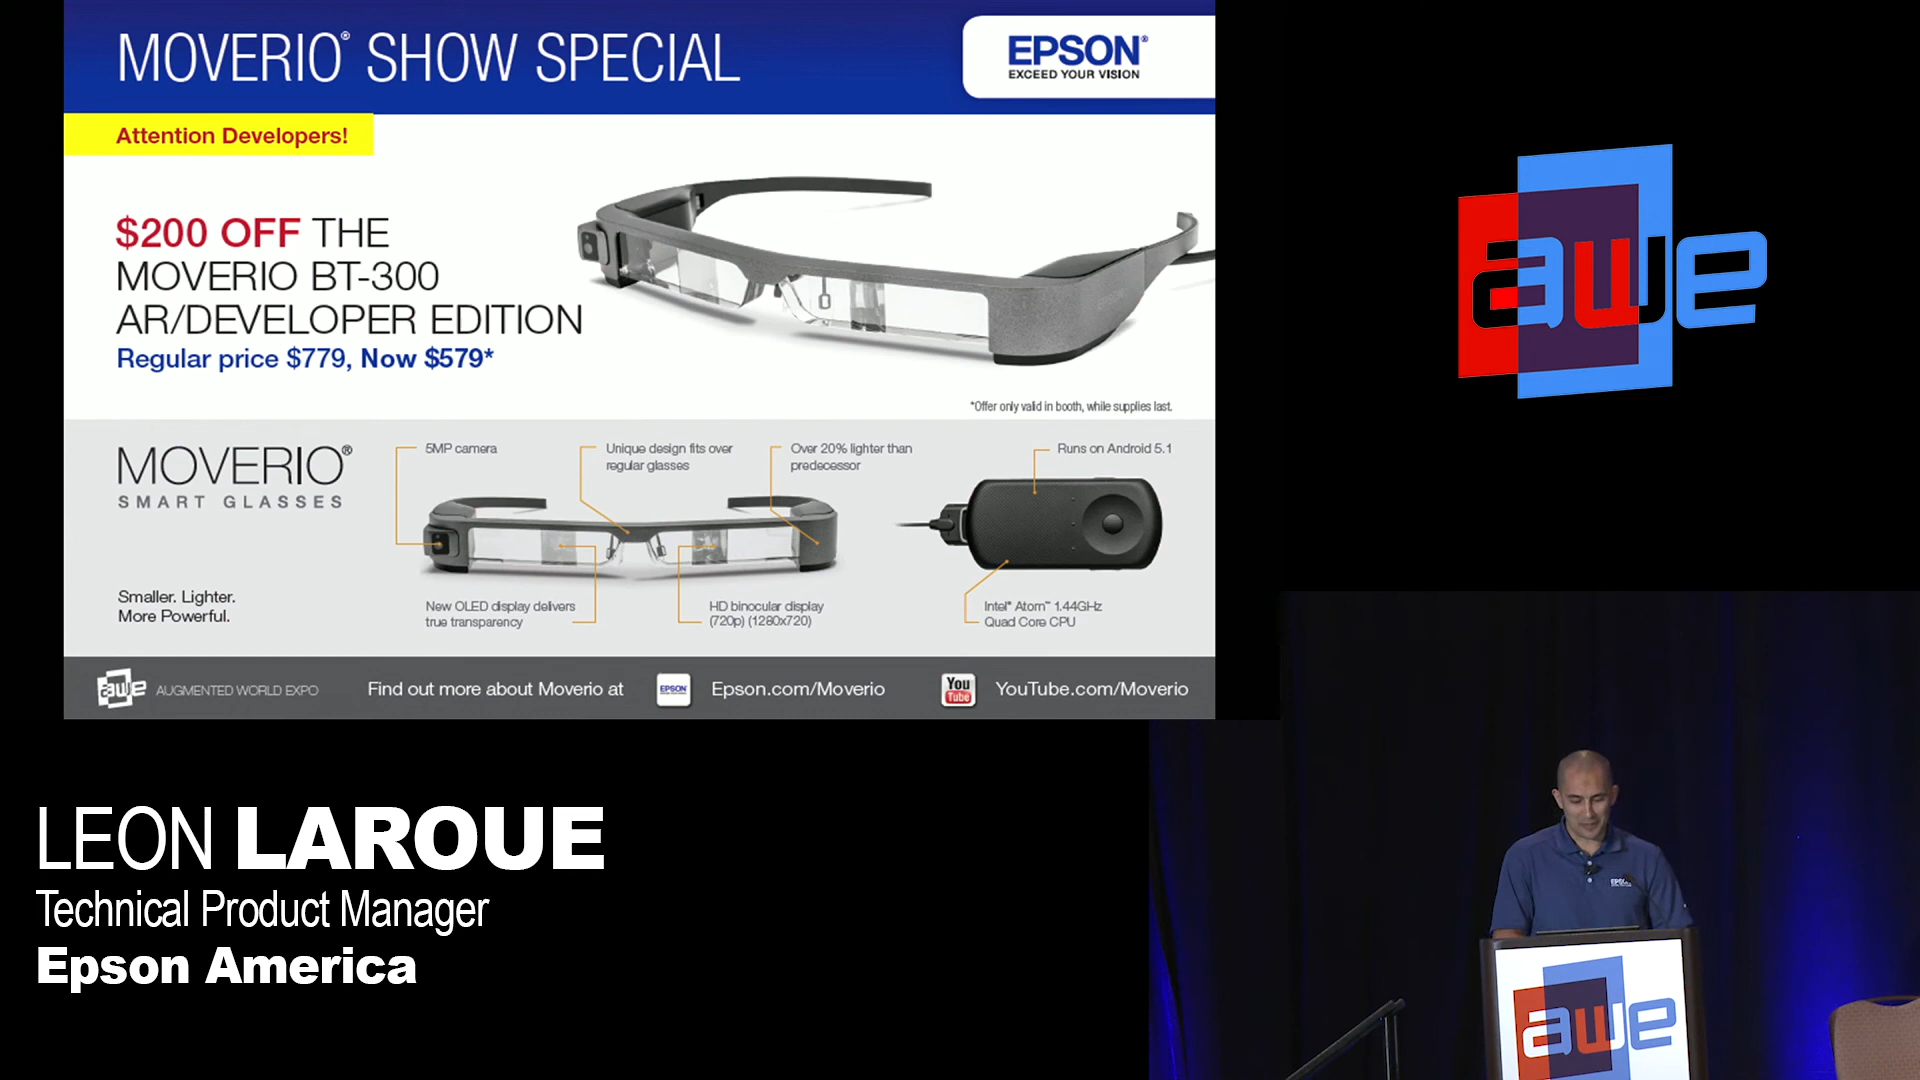 MOVERIO® SHOW SPECIAL
EPSON®
EXCEED YOUR VISION
Attention Developers!
$200 OFF THE
MOVERIO BT-300
AR/DEVELOPER EDITION
Regular price $779, Now $579*
*Offer only valid in booth, while supplies last.
MOVERIO®
SMART GLASSES
Smaller. Lighter.
More Powerful.
5MP camera
Unique design fits over
regular glasses
Over 20% lighter than
predecessor
Runs on Android 5.1
New OLED display delivers
true transparency
HD binocular display
(720p) (1280x720)
Intel® Atom™ 1.44GHz
Quad Core CPU
awe AUGMENTED WORLD EXPO
Find out more about Moverio at
EPSON
Epson.com/Moverio
You
Tube
YouTube.com/Moverio
awe
LEON LAROUE
Technical Product Manager
Epson America
awe